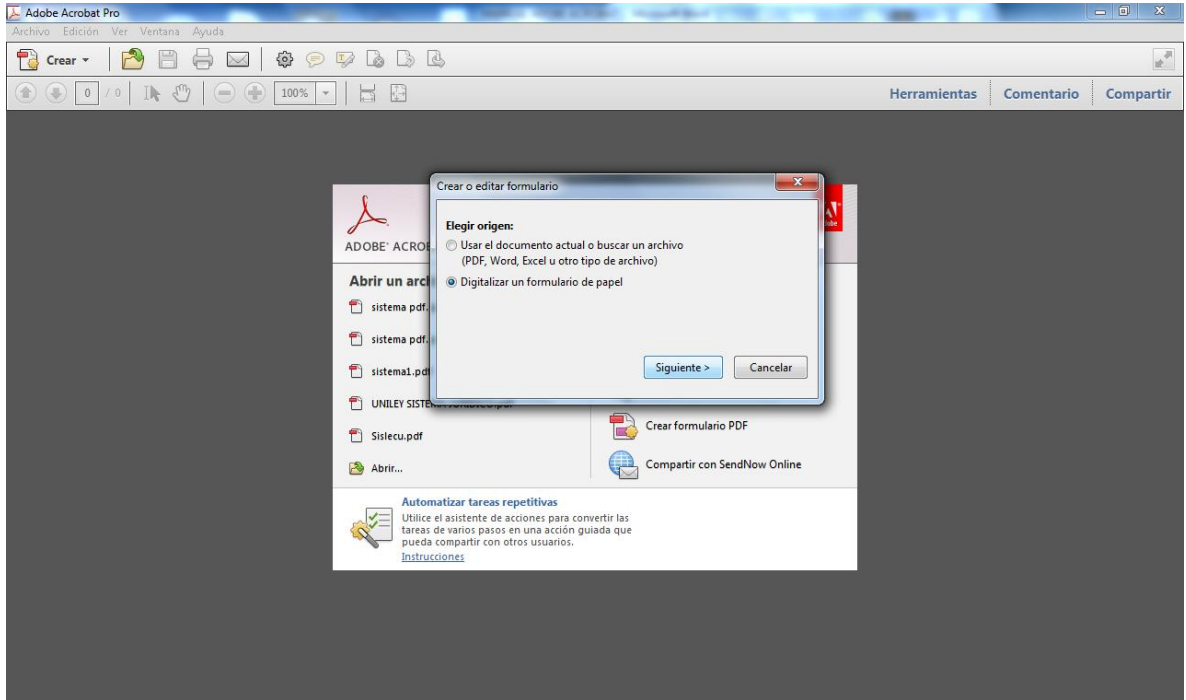 Adobe Acrobat Pro
Archivo Edición Ver Ventana Ayuda
Crear
0 / 0 100% Herramientas Comentario Compartir
Crear o editar formulario
Elegir origen:
Usar el documento actual o buscar un archivo
(PDF, Word, Excel u otro tipo de archivo)
Digitalizar un formulario de papel
Siguiente > Cancelar
ADOBE® ACROB
Abrir un arc
sistema pdf.
sistema pdf.
sistema1.pdf
UNILEY SISTE
Sislecu.pdf
Abrir...
Crear formulario PDF
Compartir con SendNow Online
Automatizar tareas repetitivas
Utilice el asistente de acciones para convertir las
tareas de varios pasos en una acción guiada que
pueda compartir con otros usuarios.
Instrucciones